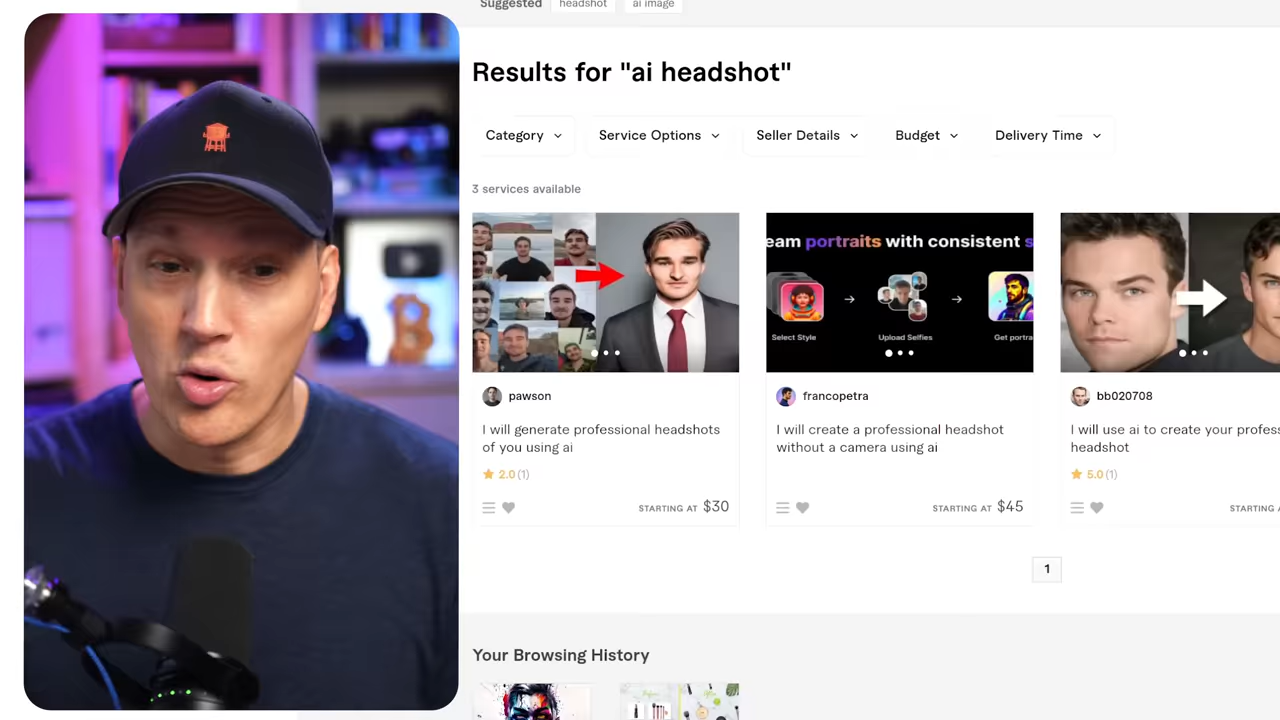 Suggested
headshot
ai image
Results for "ai headshot"
Category
Service Options
Seller Details
Budget
Delivery Time
3 services available
eam portraits with consistent s
Select Style
Upload Selfies
Get portra
pawson
I will generate professional headshots
of you using ai
2.0 (1)
STARTING AT $30
francopetra
I will create a professional headshot
without a camera using ai
STARTING AT $45
bb020708
I will use ai to create your profes
headshot
5.0 (1)
STARTING
1
Your Browsing History